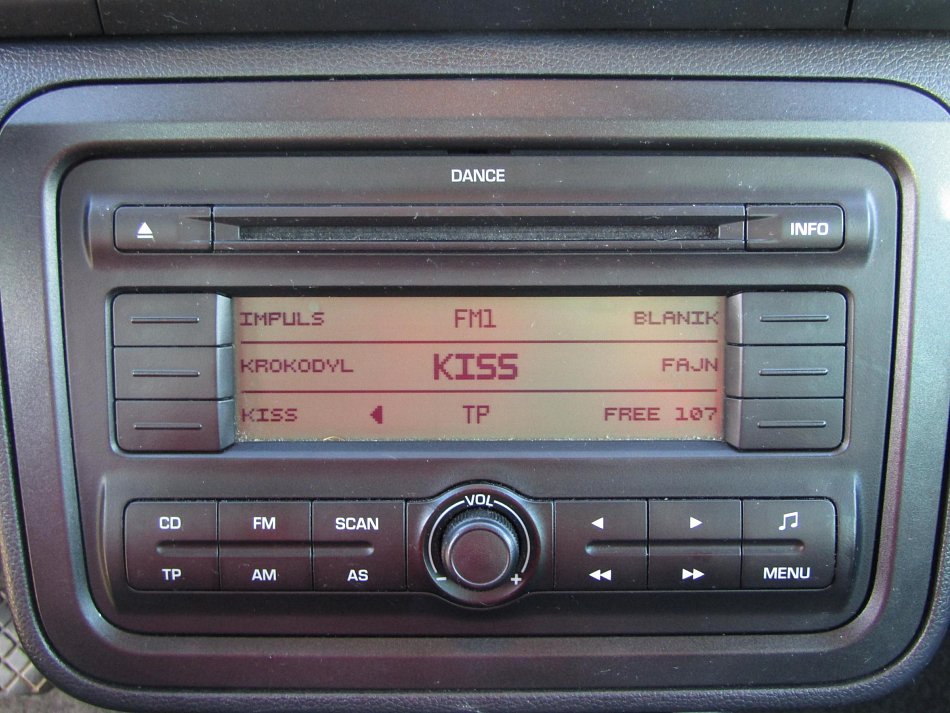 DANCE
INFO
IMPULS FM1 BLANIK
KROKODYL KISS FAJN
KISS TP FREE 107
VOL
CD FM SCAN
TP AM AS
- +
MENU